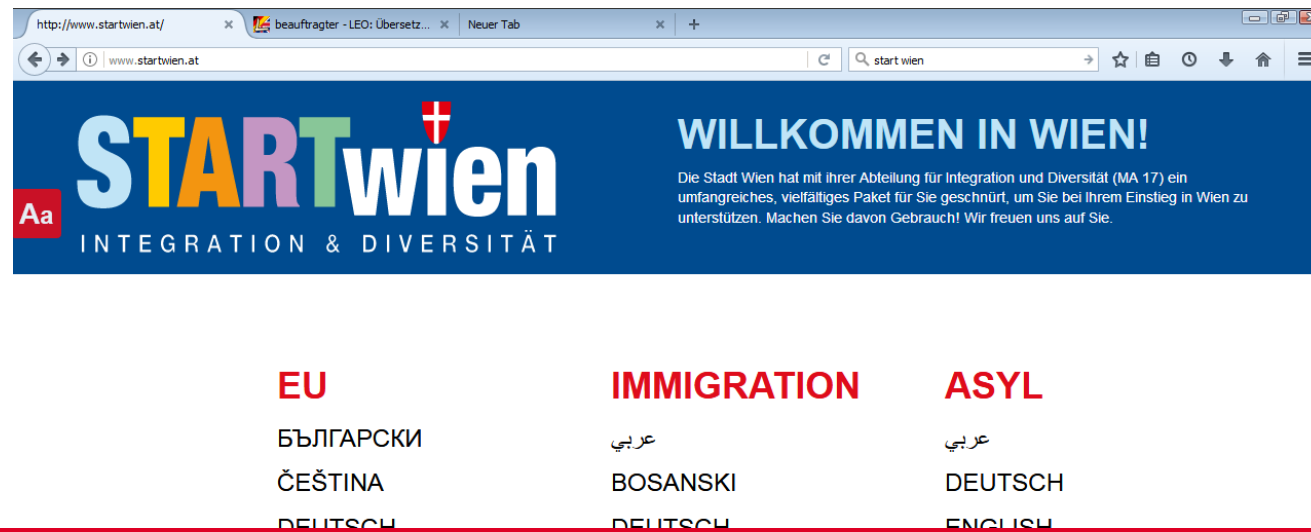 http://www.startwien.at/
beauftragter - LEO: Übersetz...
Neuer Tab
www.startwien.at
start wien
STARTwien
INTEGRATION & DIVERSITÄT
Aa
WILLKOMMEN IN WIEN!
Die Stadt Wien hat mit ihrer Abteilung für Integration und Diversität (MA 17) ein
umfangreiches, vielfältiges Paket für Sie geschnürt, um Sie bei Ihrem Einstieg in Wien zu
unterstützen. Machen Sie davon Gebrauch! Wir freuen uns auf Sie.
EU
БЪЛГАРСКИ
ČEŠTINA
DEUTSCH
IMMIGRATION
عربي
BOSANSKI
DEUTSCH
ASYL
عربي
DEUTSCH
ENGLISH